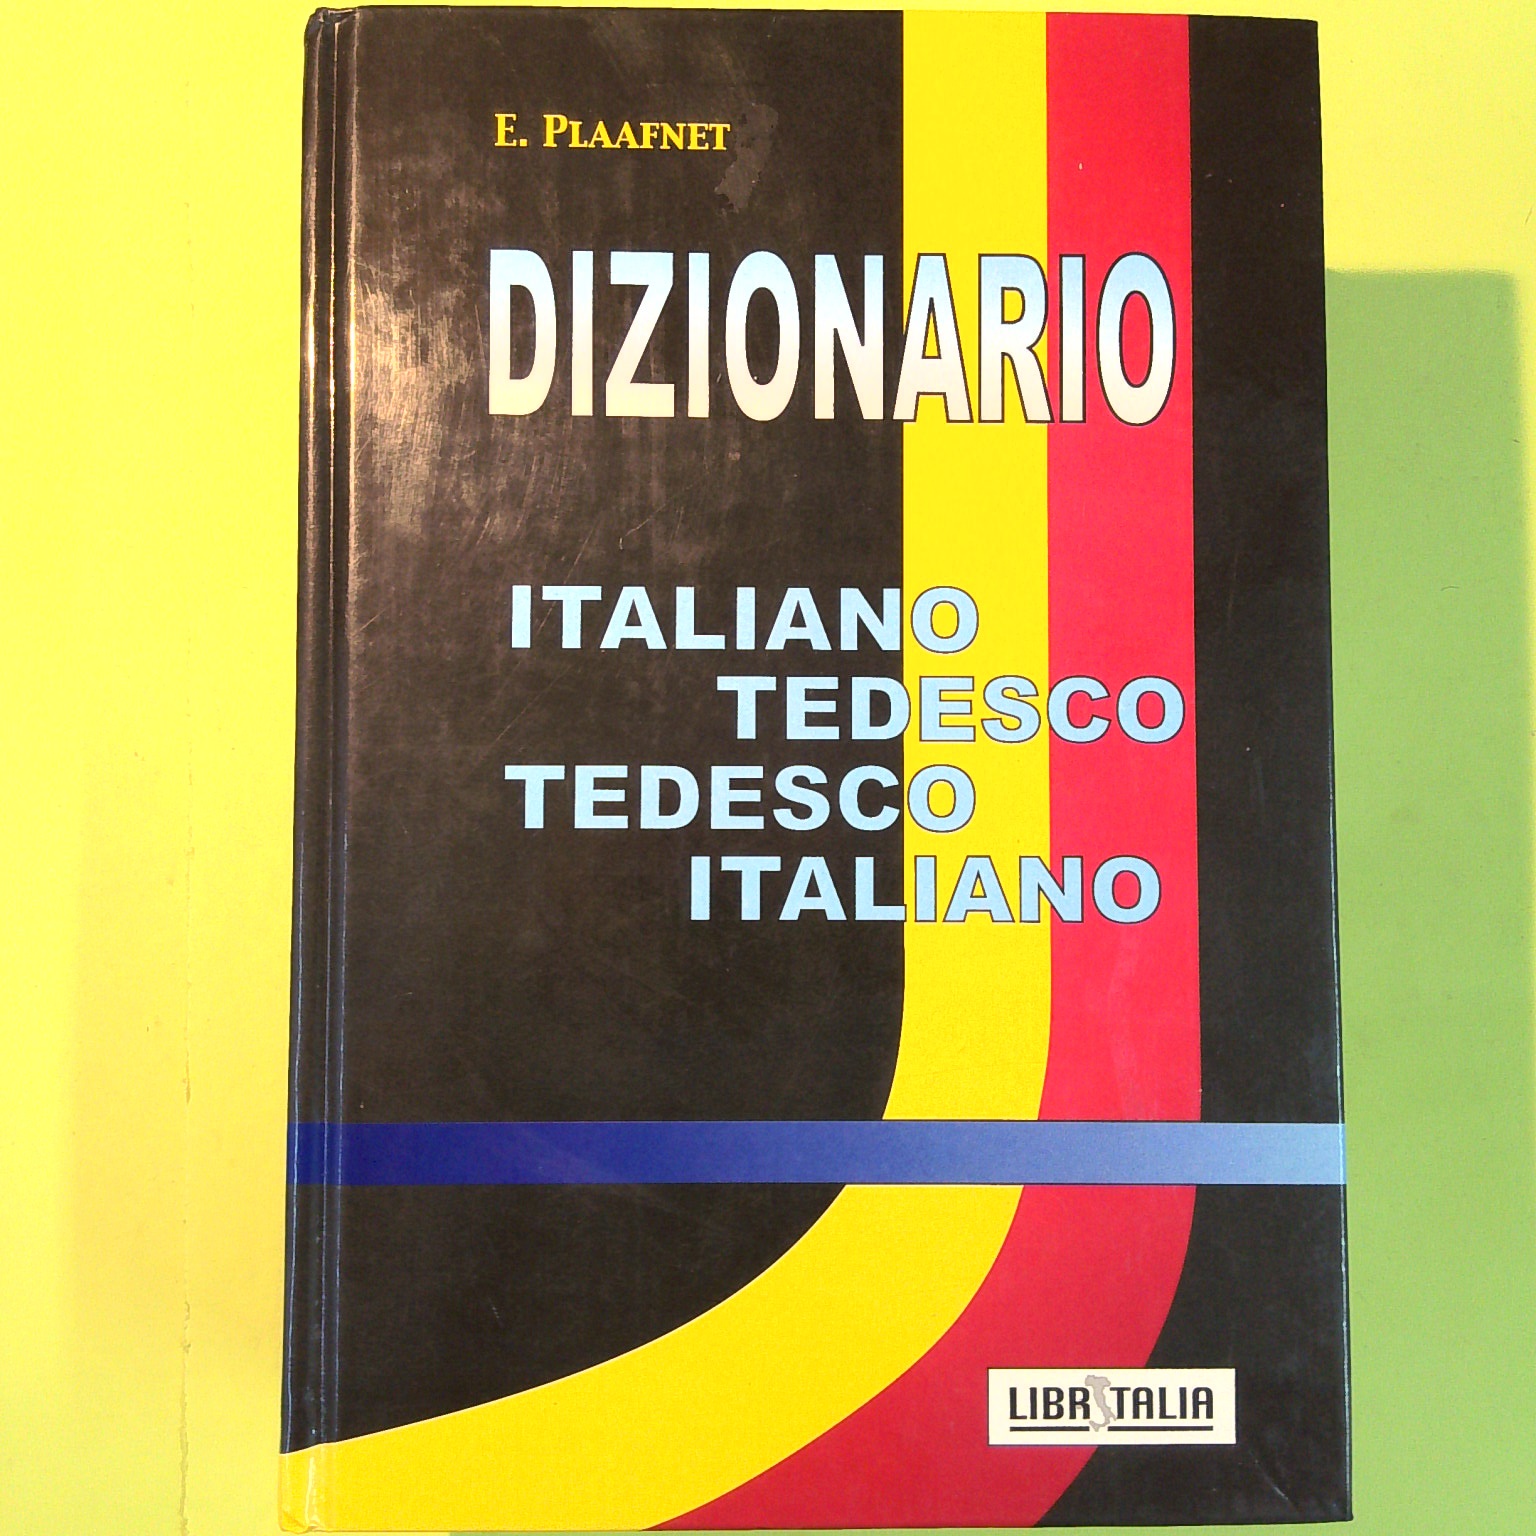 E. PLAAFNET
DIZIONARIO
ITALIANO
TEDESCO
TEDESCO
ITALIANO
LIBRITALIA